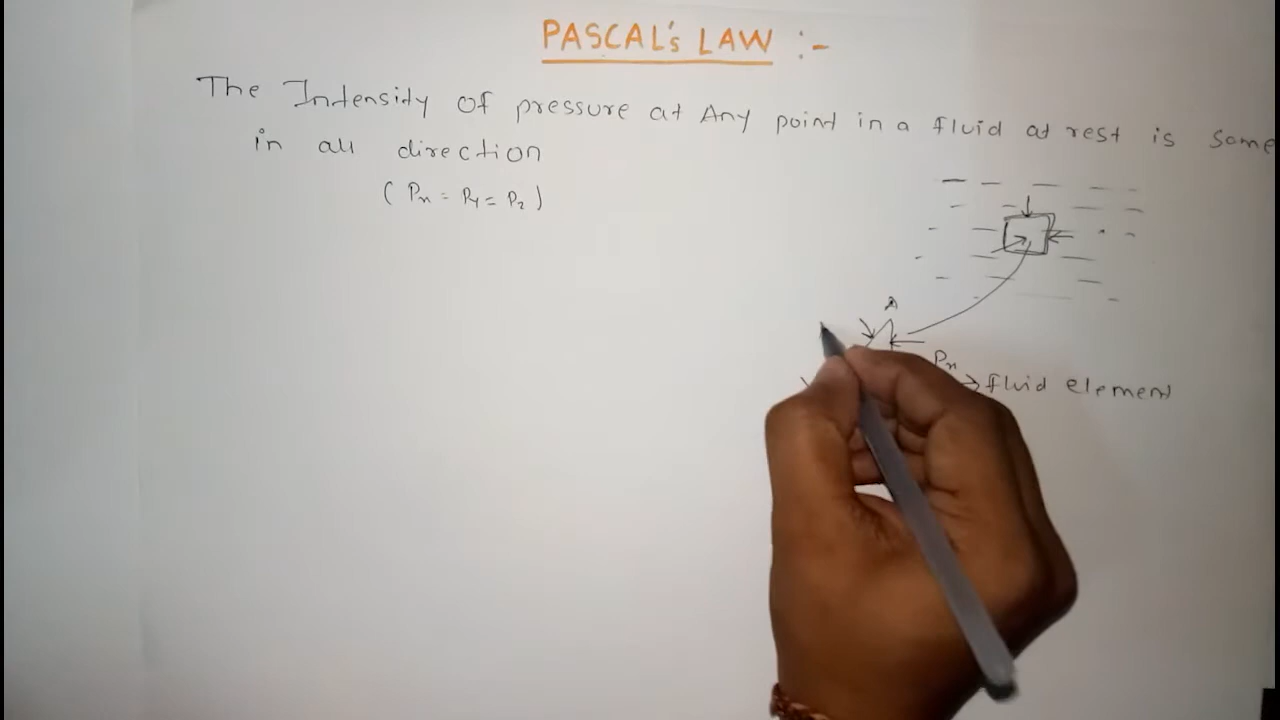 PASCAL's LAW :-
The Intensity of pressure at Any point in a fluid at rest is same
in all direction
(Px = Py = Pz)
A
Px
→ fluid element